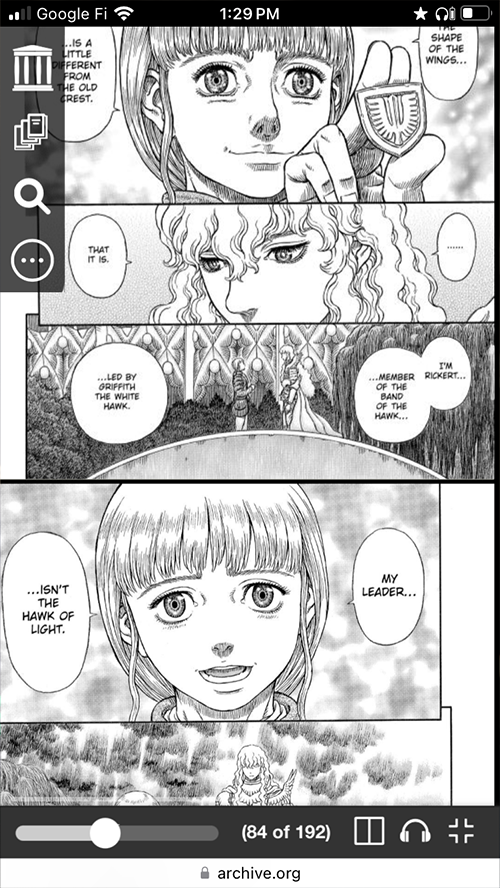 Google Fi
1:29 PM
THE
SHAPE
OF THE
WINGS...
...IS A
LITTLE
DIFFERENT
FROM
THE OLD
CREST.
......
THAT
IT IS.
I'M
RICKERT...
...MEMBER
OF THE
BAND
OF THE
HAWK...
...LED BY
GRIFFITH
THE WHITE
HAWK.
MY
LEADER...
...ISN'T
THE
HAWK OF
LIGHT.
(84 of 192)
archive.org